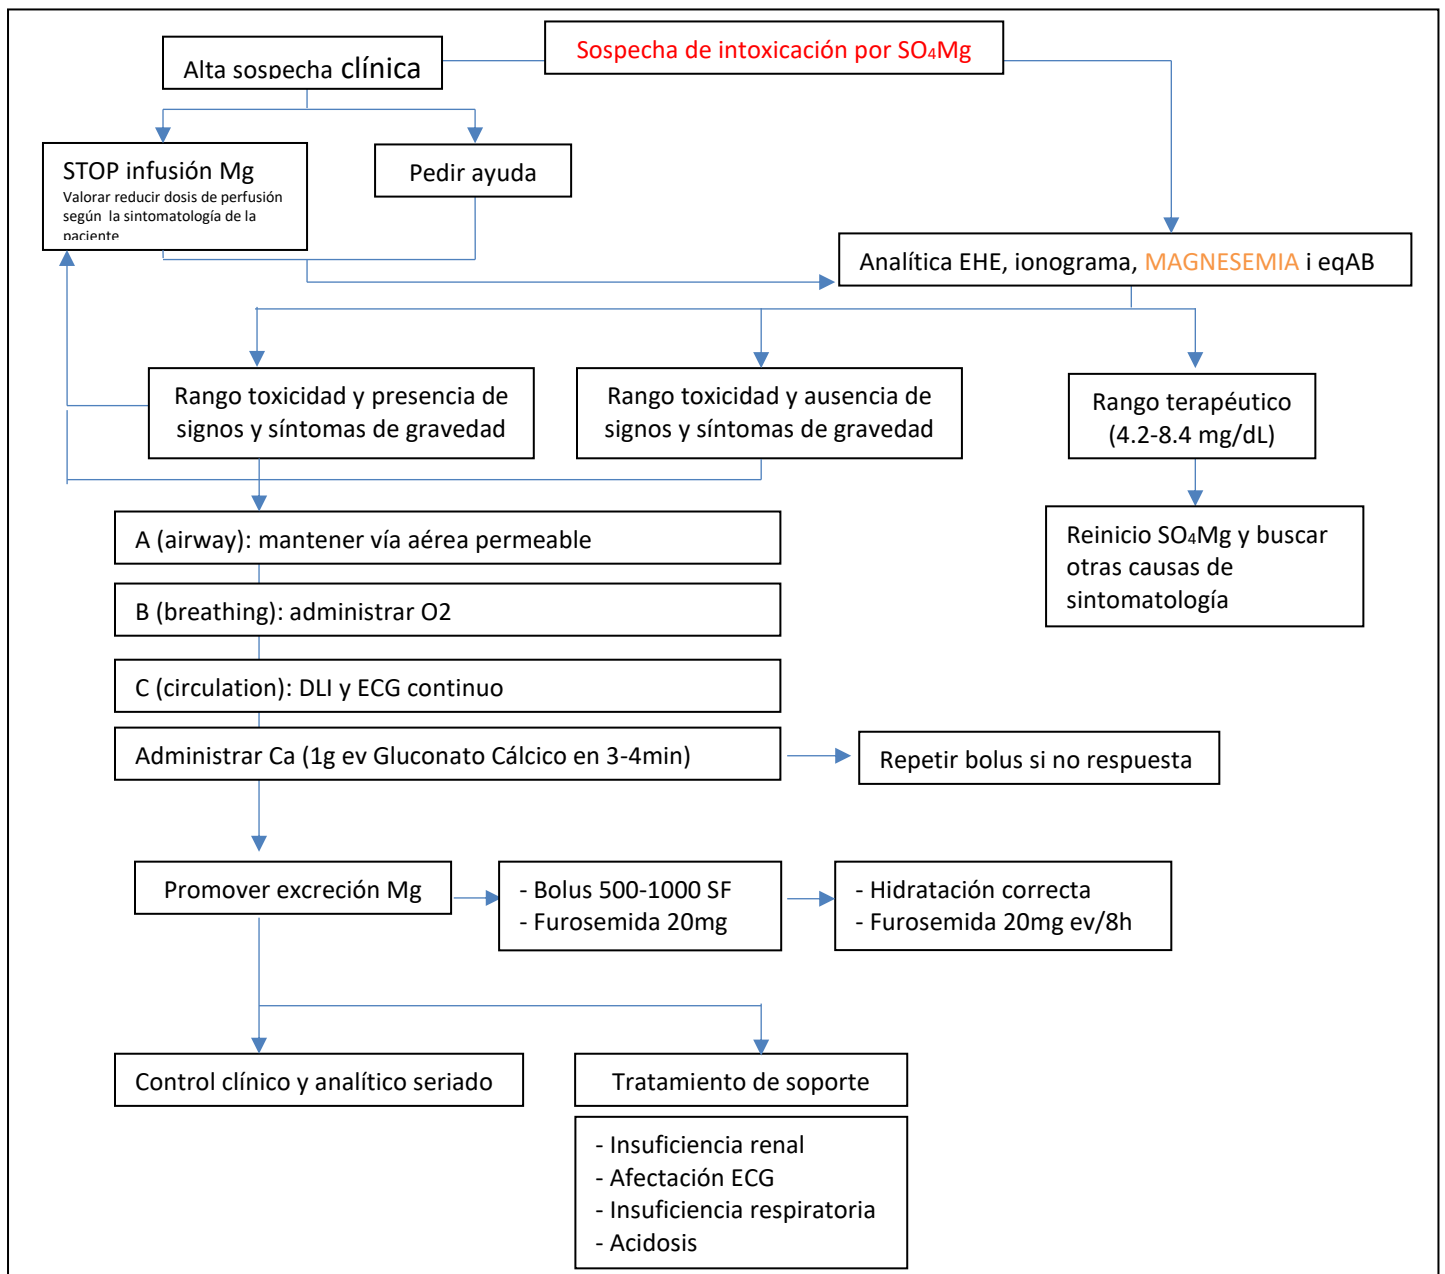 Sospecha de intoxicación por SO₄Mg
Alta sospecha clínica
STOP infusión Mg
Valorar reducir dosis de perfusión
según la sintomatología de la
paciente
Pedir ayuda
Analítica EHE, ionograma, MAGNESEMIA i eqAB
Rango toxicidad y presencia de
signos y síntomas de gravedad
Rango toxicidad y ausencia de
signos y síntomas de gravedad
Rango terapéutico
(4.2-8.4 mg/dL)
Reinicio SO₄Mg y buscar
otras causas de
sintomatología
A (airway): mantener vía aérea permeable
B (breathing): administrar O2
C (circulation): DLI y ECG continuo
Administrar Ca (1g ev Gluconato Cálcico en 3-4min)
Repetir bolus si no respuesta
Promover excreción Mg
- Bolus 500-1000 SF
- Furosemida 20mg
- Hidratación correcta
- Furosemida 20mg ev/8h
Control clínico y analítico seriado
Tratamiento de soporte
- Insuficiencia renal
- Afectación ECG
- Insuficiencia respiratoria
- Acidosis